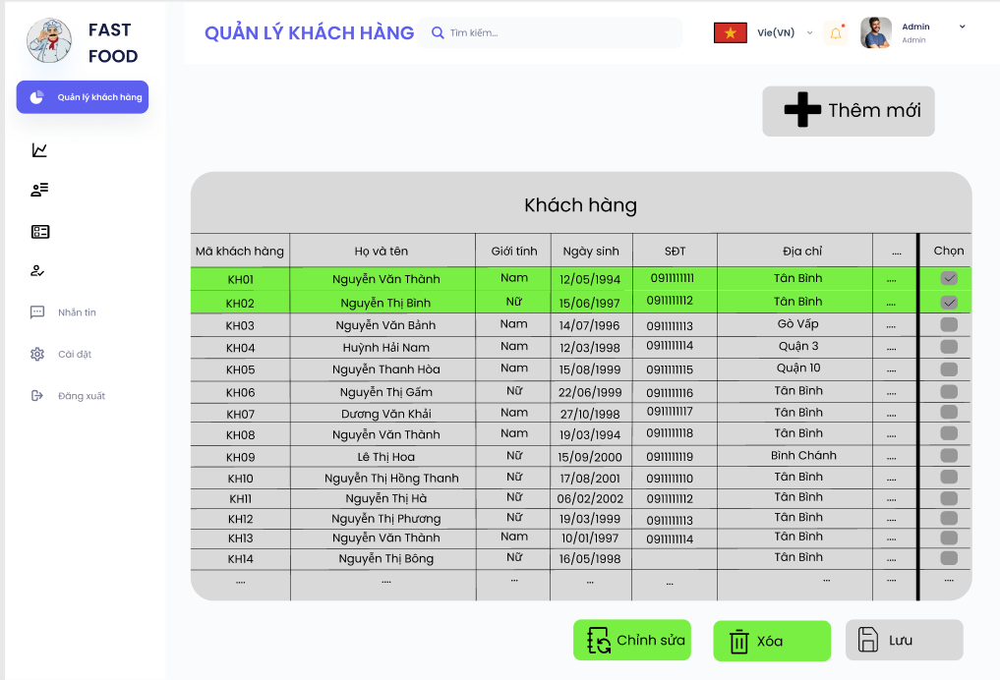 FAST
FOOD
QUẢN LÝ KHÁCH HÀNG
Tìm kiếm...
Vie(VN)
Admin
Admin
Quản lý khách hàng
Nhắn tin
Cài đặt
Đăng xuất
Thêm mới
Khách hàng
Mã khách hàng Họ và tên Giới tính Ngày sinh SĐT Địa chỉ .... Chọn
KH01 Nguyễn Văn Thành Nam 12/05/1994 0911111111 Tân Bình ....
KH02 Nguyễn Thị Bình Nữ 15/06/1997 0911111112 Tân Bình ....
KH03 Nguyễn Văn Bảnh Nam 14/07/1996 0911111113 Gò Vấp ....
KH04 Huỳnh Hải Nam Nam 12/03/1998 0911111114 Quận 3 ....
KH05 Nguyễn Thanh Hòa Nam 15/08/1999 0911111115 Quận 10 ....
KH06 Nguyễn Thị Gấm Nữ 22/06/1999 0911111116 Tân Bình ....
KH07 Dương Văn Khải Nam 27/10/1998 0911111117 Tân Bình ....
KH08 Nguyễn Văn Thành Nam 19/03/1994 0911111118 Tân Bình ....
KH09 Lê Thị Hoa Nữ 15/09/2000 0911111119 Bình Chánh ....
KH10 Nguyễn Thị Hồng Thanh Nữ 17/08/2001 0911111110 Tân Bình ....
KH11 Nguyễn Thị Hà Nữ 06/02/2002 0911111112 Tân Bình ....
KH12 Nguyễn Thị Phương Nữ 19/03/1999 0911111113 Tân Bình ....
KH13 Nguyễn Văn Thành Nam 10/01/1997 0911111114 Tân Bình ....
KH14 Nguyễn Thị Bông Nữ 16/05/1998 Tân Bình ....
.... .... ... ... ... ... .... ....
Chỉnh sửa
Xóa
Lưu